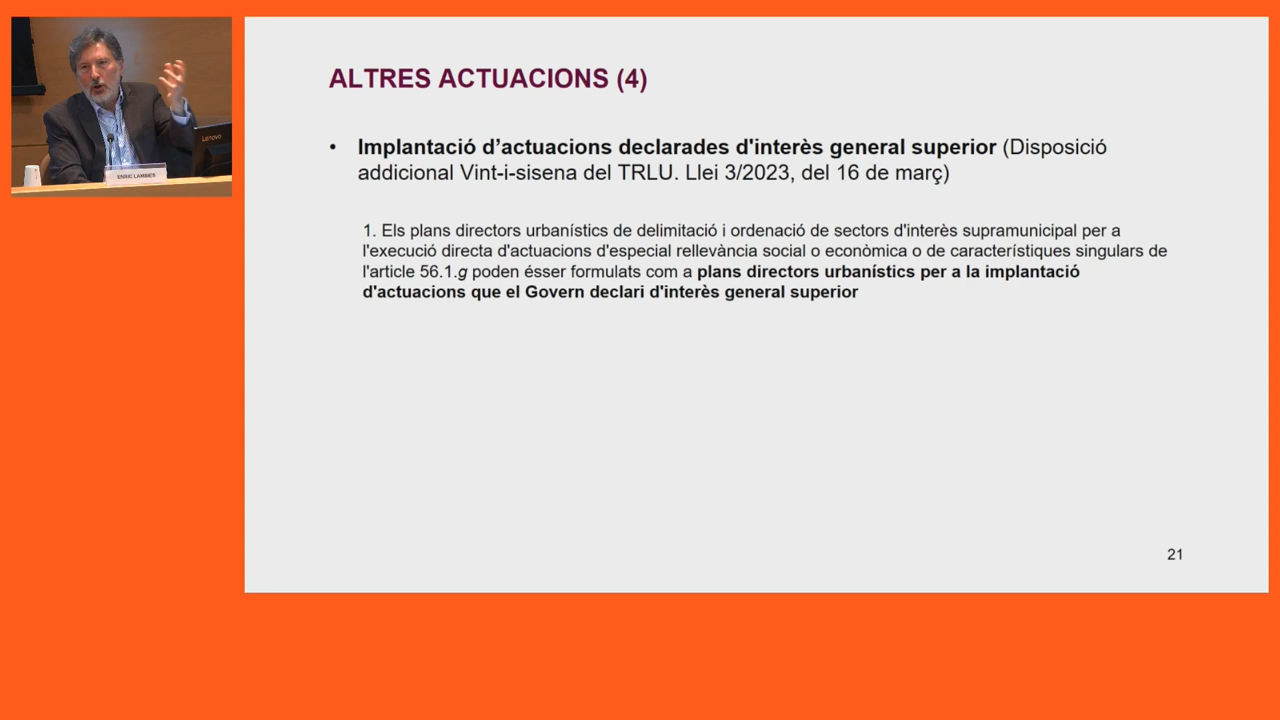 Lenovo
ENRIC LAMBIES
ALTRES ACTUACIONS (4)
• Implantació d’actuacions declarades d'interès general superior (Disposició
addicional Vint-i-sisena del TRLU. Llei 3/2023, del 16 de març)
1. Els plans directors urbanístics de delimitació i ordenació de sectors d'interès supramunicipal per a
l'execució directa d'actuacions d'especial rellevància social o econòmica o de característiques singulars de
l'article 56.1.g poden ésser formulats com a plans directors urbanístics per a la implantació
d'actuacions que el Govern declari d'interès general superior
21